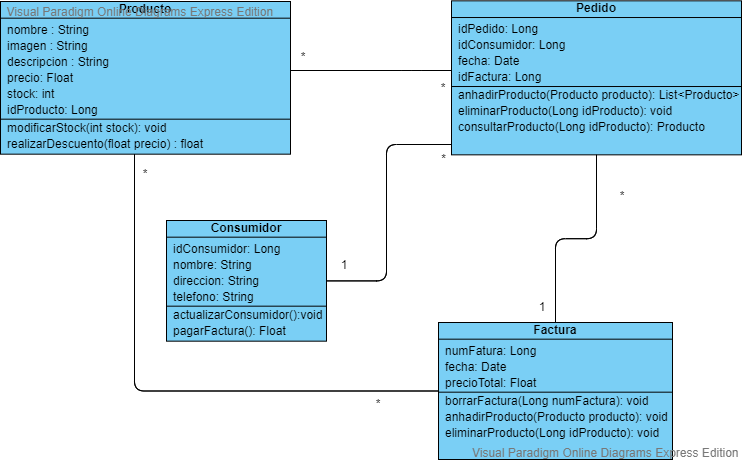 Producto
Visual Paradigm Online Diagrams Express Edition
nombre : String
imagen : String
descripcion : String
precio: Float
stock: int
idProducto: Long
modificarStock(int stock): void
realizarDescuento(float precio) : float
*
*
Pedido
idPedido: Long
idConsumidor: Long
fecha: Date
idFactura: Long
anhadirProducto(Producto producto): List<Producto>
eliminarProducto(Long idProducto): void
consultarProducto(Long idProducto): Producto
*
*
*
Consumidor
idConsumidor: Long
nombre: String
direccion: String
telefono: String
actualizarConsumidor():void
pagarFactura(): Float
1
1
Factura
numFatura: Long
fecha: Date
precioTotal: Float
borrarFactura(Long numFactura): void
anhadirProducto(Producto producto): void
eliminarProducto(Long idProducto): void
*
Visual Paradigm Online Diagrams Express Edition